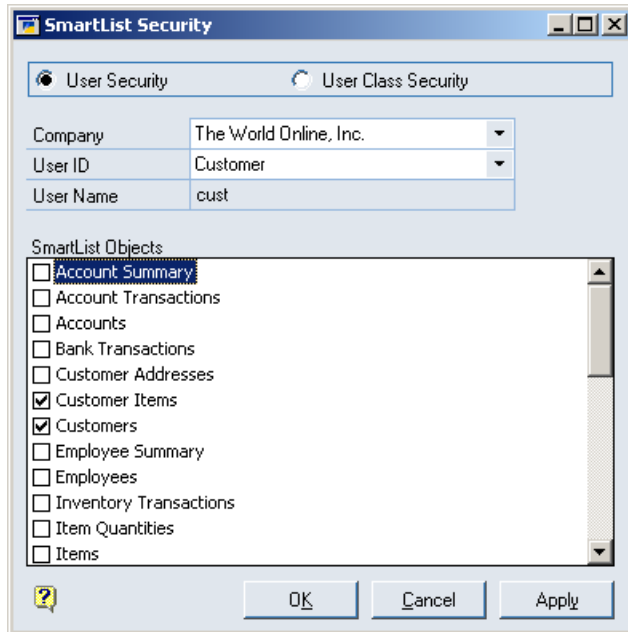 SmartList Security
User Security User Class Security
Company The World Online, Inc.
User ID Customer
User Name cust
SmartList Objects
Account Summary
Account Transactions
Accounts
Bank Transactions
Customer Addresses
Customer Items
Customers
Employee Summary
Employees
Inventory Transactions
Item Quantities
Items
? OK Cancel Apply